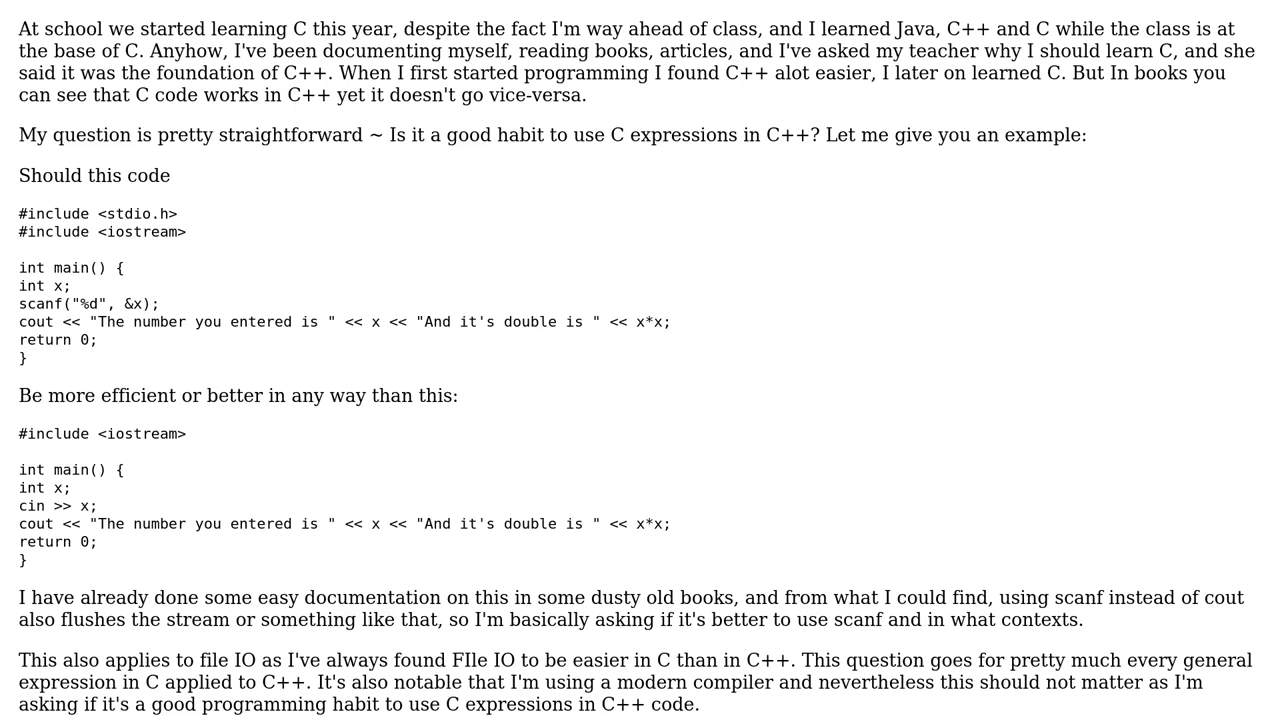 At school we started learning C this year, despite the fact I'm way ahead of class, and I learned Java, C++ and C while the class is at
the base of C. Anyhow, I've been documenting myself, reading books, articles, and I've asked my teacher why I should learn C, and she
said it was the foundation of C++. When I first started programming I found C++ alot easier, I later on learned C. But In books you
can see that C code works in C++ yet it doesn't go vice-versa.
My question is pretty straightforward ~ Is it a good habit to use C expressions in C++? Let me give you an example:
Should this code
#include <stdio.h>
#include <iostream>
int main() {
int x;
scanf("%d", &x);
cout << "The number you entered is " << x << "And it's double is " << x*x;
return 0;
}
Be more efficient or better in any way than this:
#include <iostream>
int main() {
int x;
cin >> x;
cout << "The number you entered is " << x << "And it's double is " << x*x;
return 0;
}
I have already done some easy documentation on this in some dusty old books, and from what I could find, using scanf instead of cout
also flushes the stream or something like that, so I'm basically asking if it's better to use scanf and in what contexts.
This also applies to file IO as I've always found FIle IO to be easier in C than in C++. This question goes for pretty much every general
expression in C applied to C++. It's also notable that I'm using a modern compiler and nevertheless this should not matter as I'm
asking if it's a good programming habit to use C expressions in C++ code.